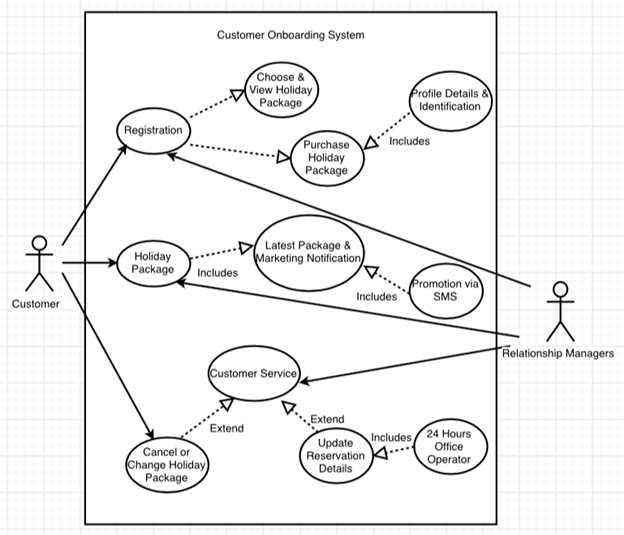 Customer Onboarding System
Choose &
View Holiday
Package
Profile Details &
Identification
Registration
Purchase
Holiday
Package
Includes
Holiday
Package
Includes
Latest Package &
Marketing Notification
Includes
Promotion via
SMS
Customer
Relationship Managers
Customer Service
Extend
Extend
Cancel or
Change Holiday
Package
Update
Reservation
Details
Includes
24 Hours
Office
Operator